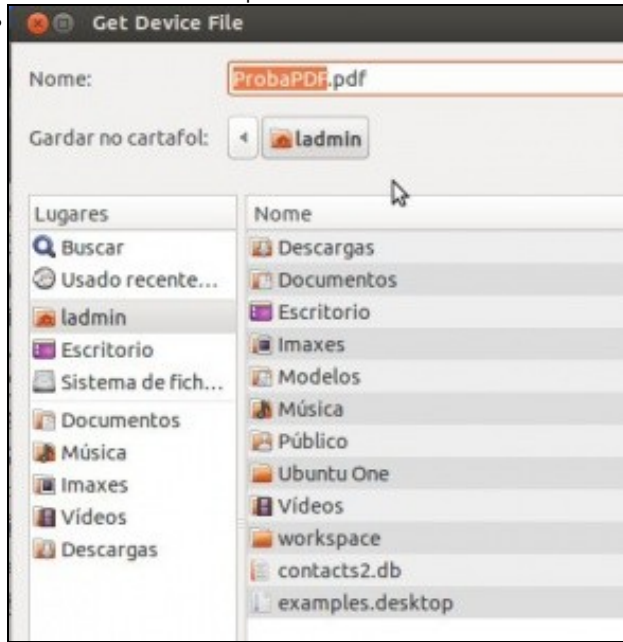 Get Device File
Nome:
ProbaPDF.pdf
Gardar no cartafol:
ladmin
Lugares
Buscar
Usado recente...
ladmin
Escritorio
Sistema de fich...
Documentos
Música
Imaxes
Vídeos
Descargas
Nome
Descargas
Documentos
Escritorio
Imaxes
Modelos
Música
Público
Ubuntu One
Vídeos
workspace
contacts2.db
examples.desktop